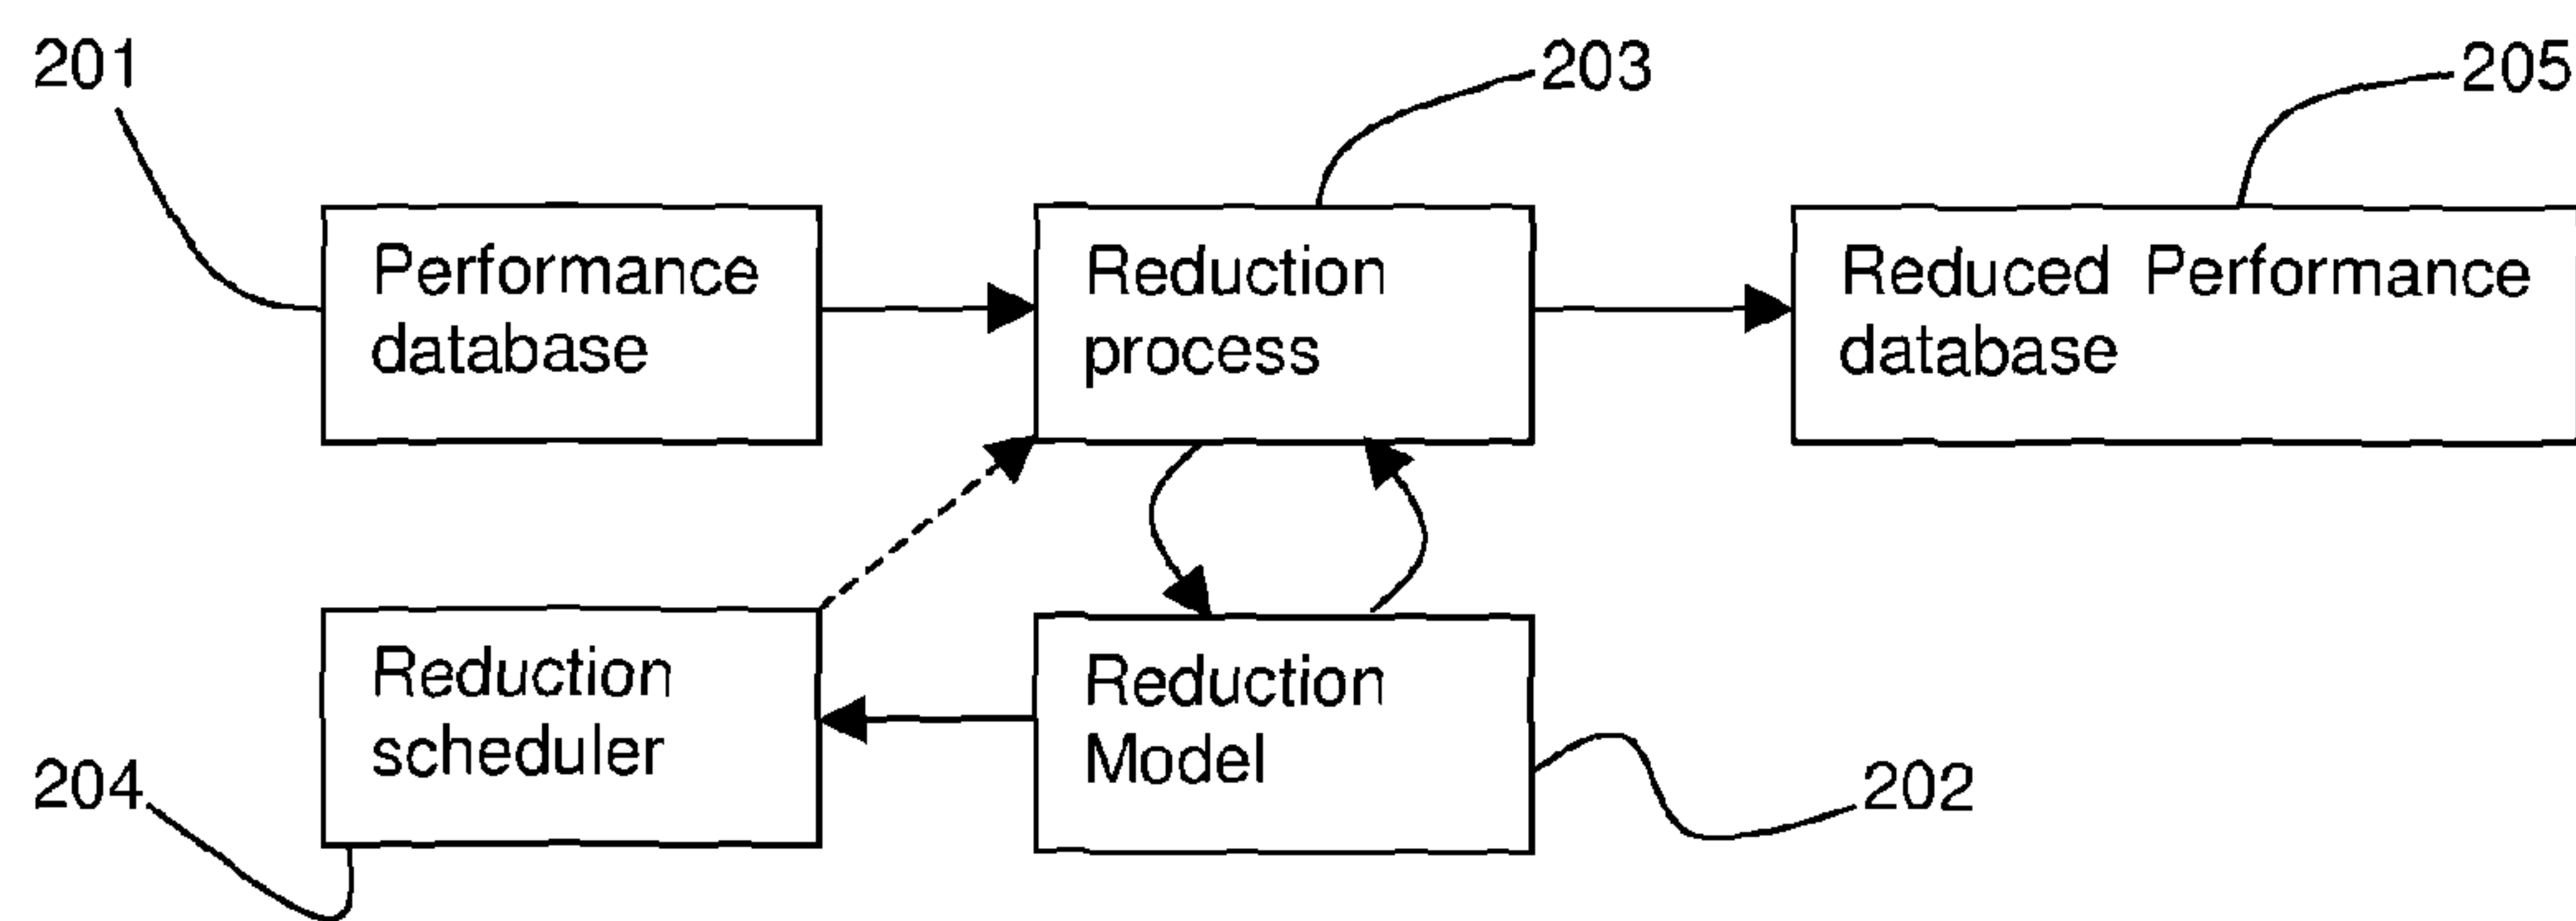 201
203
205
Performance
database
Reduction
process
Reduced Performance
database
Reduction
scheduler
Reduction
Model
204
202